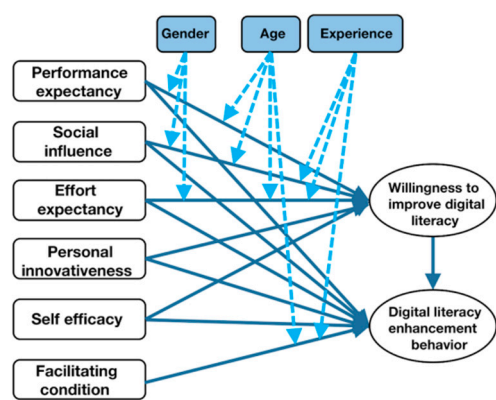 Gender
Age
Experience
Performance
expectancy
Social
influence
Effort
expectancy
Personal
innovativeness
Self efficacy
Facilitating
condition
Willingness to
improve digital
literacy
Digital literacy
enhancement
behavior